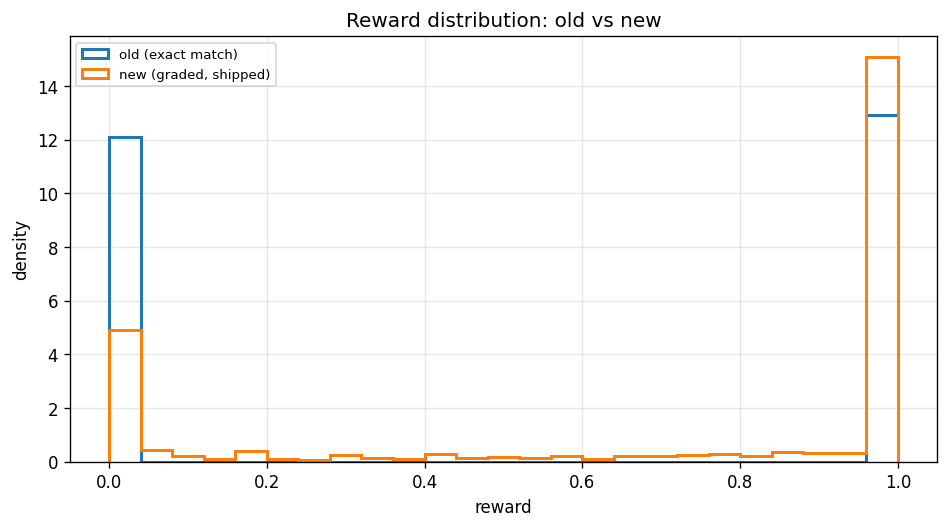 Reward distribution: old vs new
old (exact match)
new (graded, shipped)
density
14
12
10
8
6
4
2
0
0.0 0.2 0.4 0.6 0.8 1.0
reward